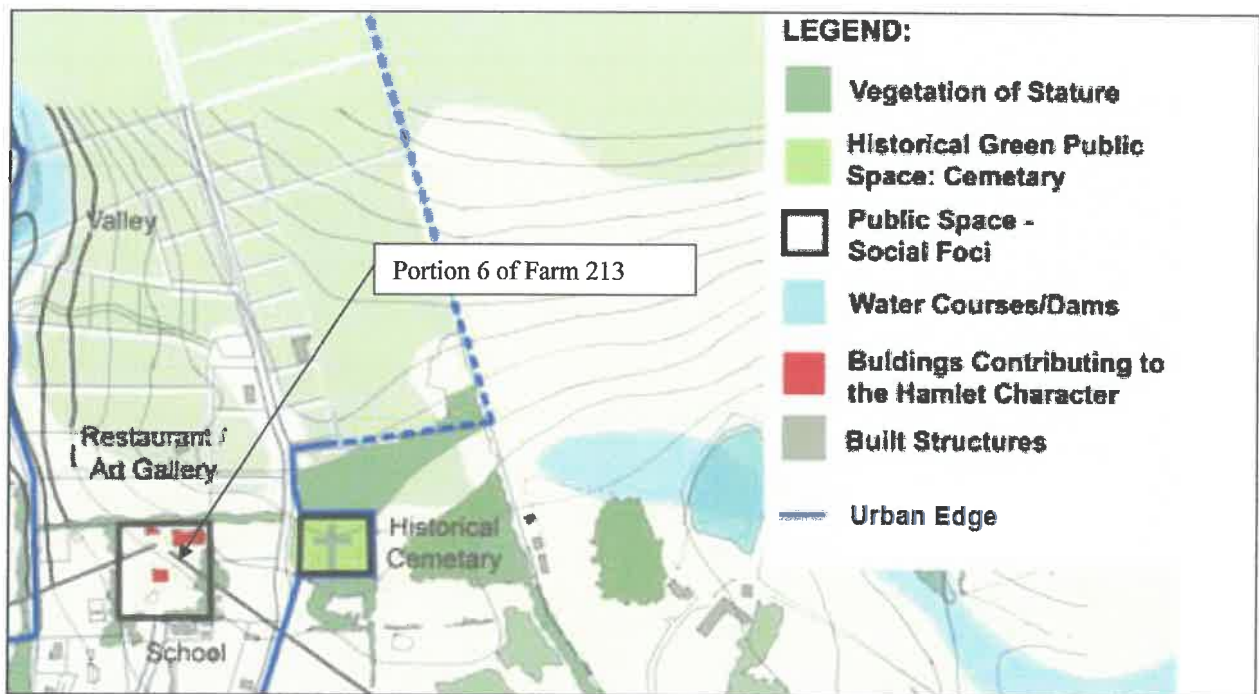 LEGEND:
Vegetation of Stature
Historical Green Public
Space: Cemetary
Public Space -
Social Foci
Water Courses/Dams
Buldings Contributing to
the Hamlet Character
Built Structures
Urban Edge
Valley
Portion 6 of Farm 213
Restaurant /
Art Gallery
Historical
Cemetary
School